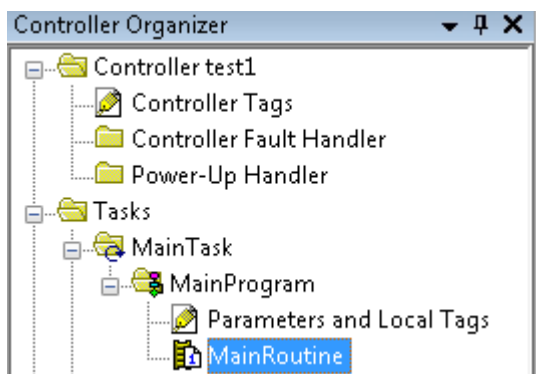 Controller Organizer
Controller test1
Controller Tags
Controller Fault Handler
Power-Up Handler
Tasks
MainTask
MainProgram
Parameters and Local Tags
MainRoutine